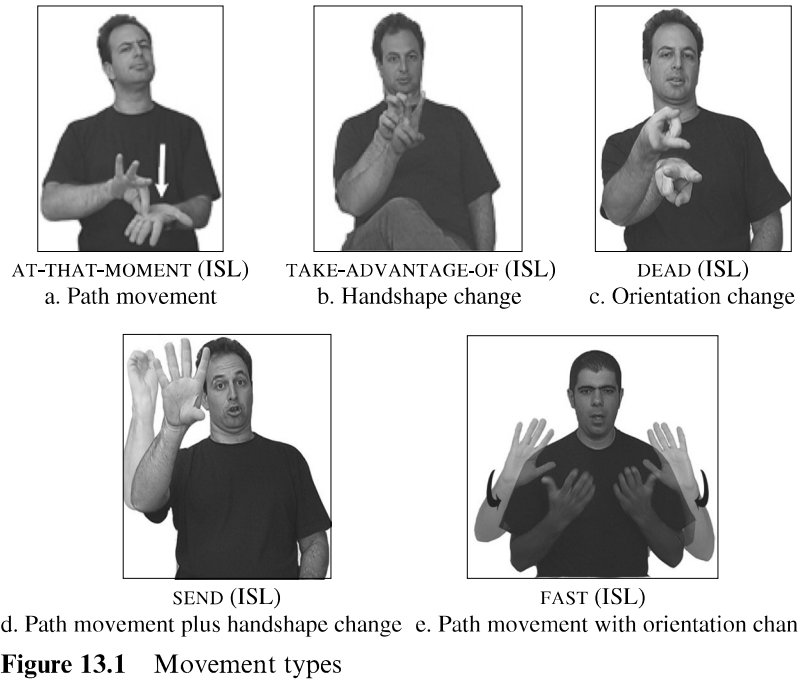 AT-THAT-MOMENT (ISL) TAKE-ADVANTAGE-OF (ISL) DEAD (ISL)
a. Path movement b. Handshape change c. Orientation change
SEND (ISL) FAST (ISL)
d. Path movement plus handshape change e. Path movement with orientation chan
Figure 13.1 Movement types